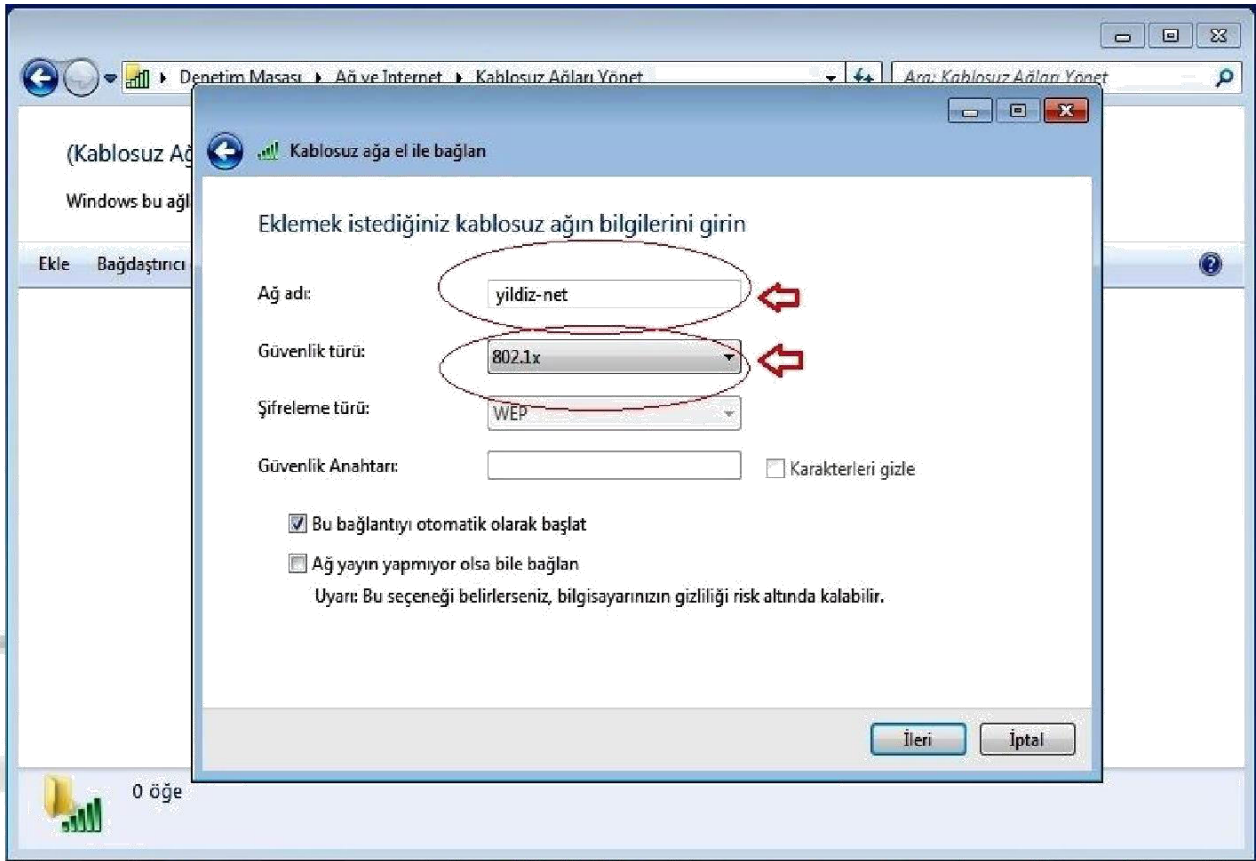 Denetim Masası ▸ Ağ ve Internet ▸ Kablosuz Ağları Yönet
Ara: Kablosuz Ağları Yönet
(Kablosuz Ağ
Windows bu ağl
Ekle Bağdaştırıcı
Kablosuz ağa el ile bağlan
Eklemek istediğiniz kablosuz ağın bilgilerini girin
Ağ adı: yildiz-net
Güvenlik türü: 802.1x
Şifreleme türü: WEP
Güvenlik Anahtarı: Karakterleri gizle
Bu bağlantıyı otomatik olarak başlat
Ağ yayın yapmıyor olsa bile bağlan
Uyarı: Bu seçeneği belirlerseniz, bilgisayarınızın gizliliği risk altında kalabilir.
İleri İptal
0 öğe